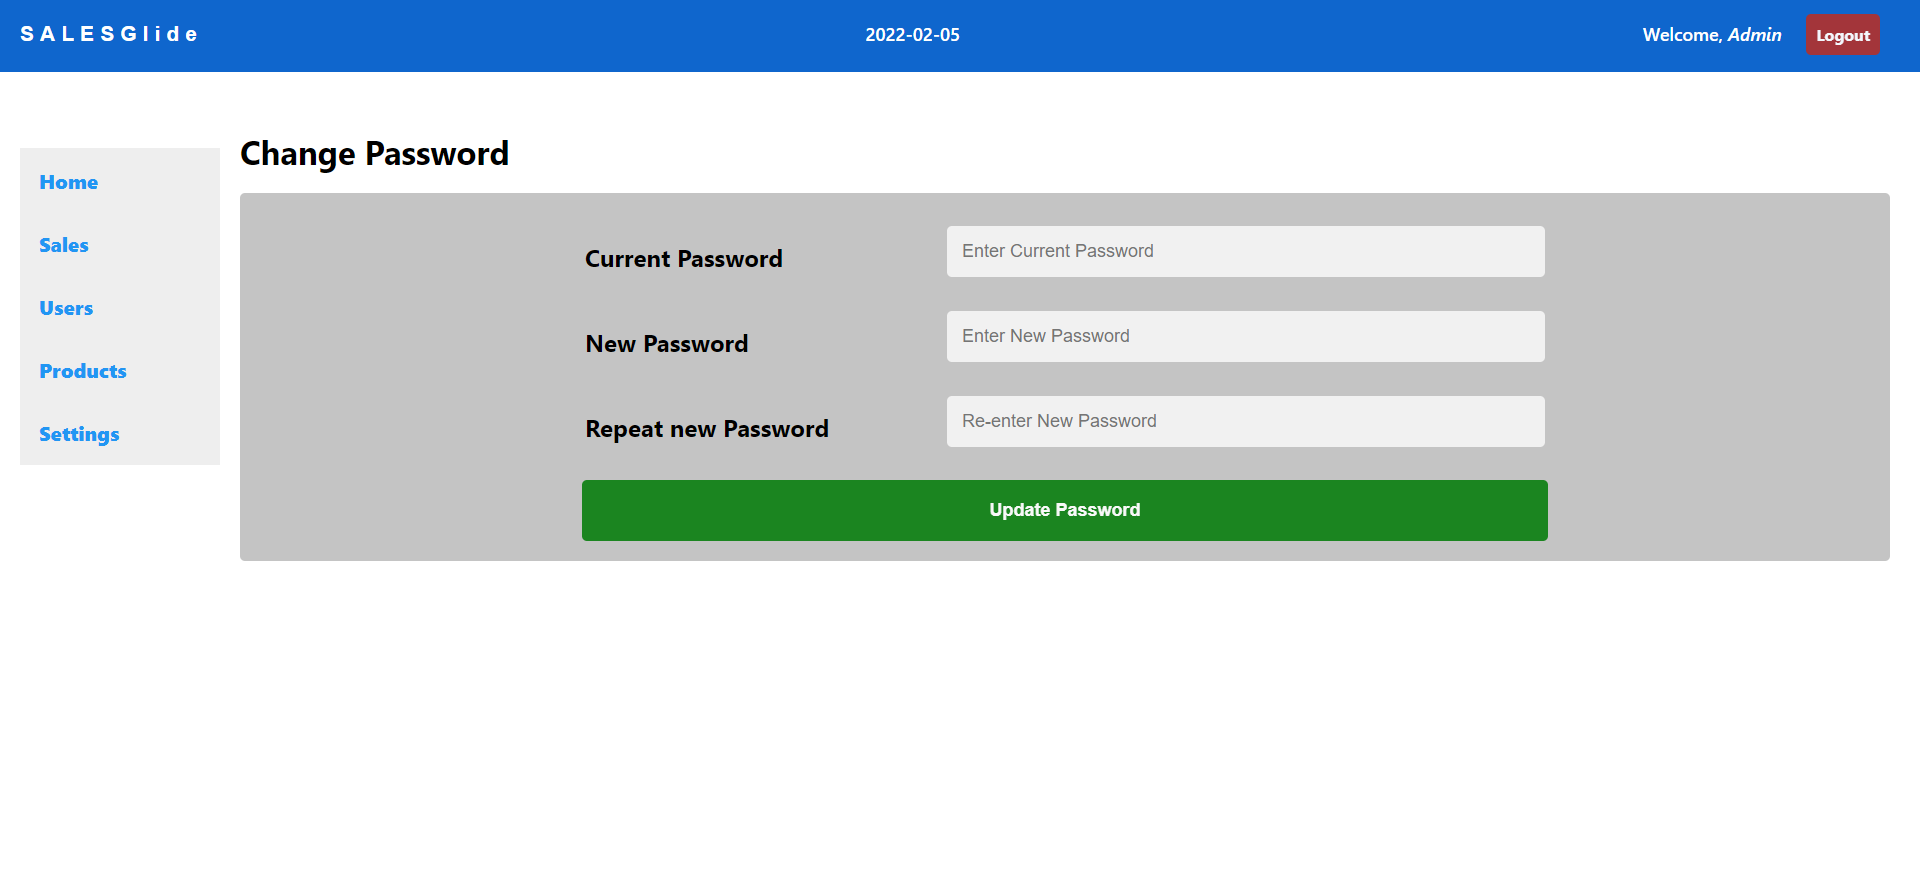 SALESGlide
2022-02-05
Welcome, Admin
Logout
Home
Sales
Users
Products
Settings
Change Password
Current Password
Enter Current Password
New Password
Enter New Password
Repeat new Password
Re-enter New Password
Update Password